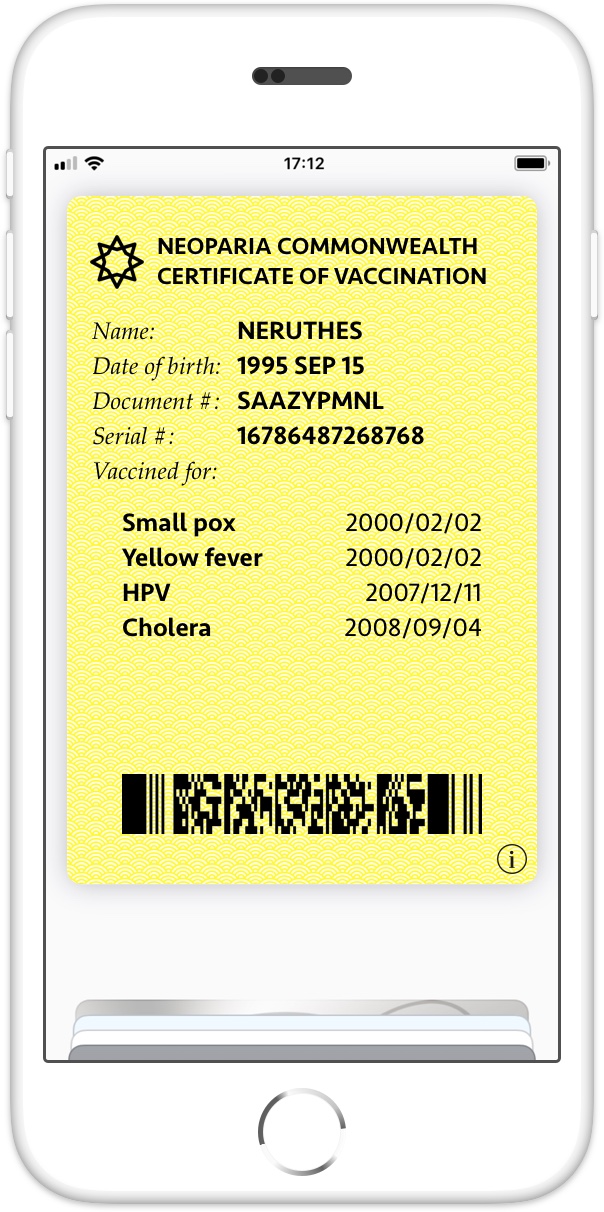 17:12
NEOPARIA COMMONWEALTH
CERTIFICATE OF VACCINATION
Name: NERUTHES
Date of birth: 1995 SEP 15
Document #: SAAZYPMNL
Serial #: 16786487268768
Vaccined for:
Small pox 2000/02/02
Yellow fever 2000/02/02
HPV 2007/12/11
Cholera 2008/09/04
i